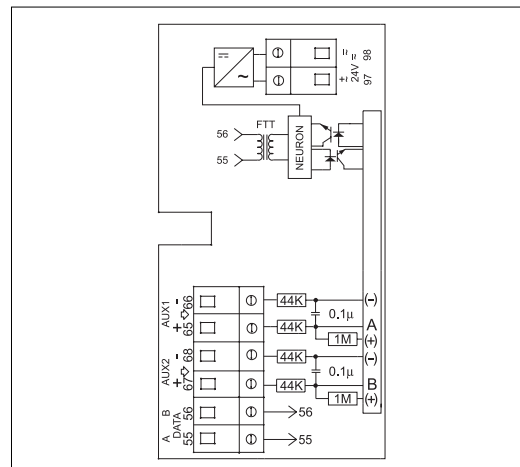 ≂
24V ≂
98
±
97
56
FTT
NEURON
55
AUX1
-
66
44K
(-)
0.1µ
+
65
44K
A
1M
(+)
AUX2
-
68
44K
(-)
0.1µ
+
67
44K
B
1M
(+)
B
DATA
56
56
A
55
55